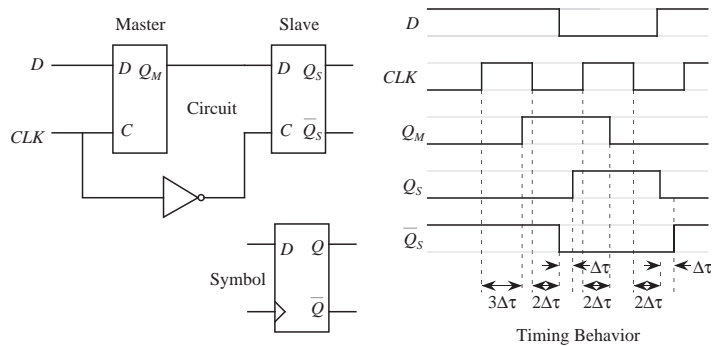 Master
Slave
D
D Q_M
D Q_S
Circuit
CLK
C
C Q̅_S
D Q
Symbol
Q̅
D
CLK
Q_M
Q_S
Q̅_S
Δτ
Δτ
3Δτ 2Δτ 2Δτ 2Δτ
Timing Behavior